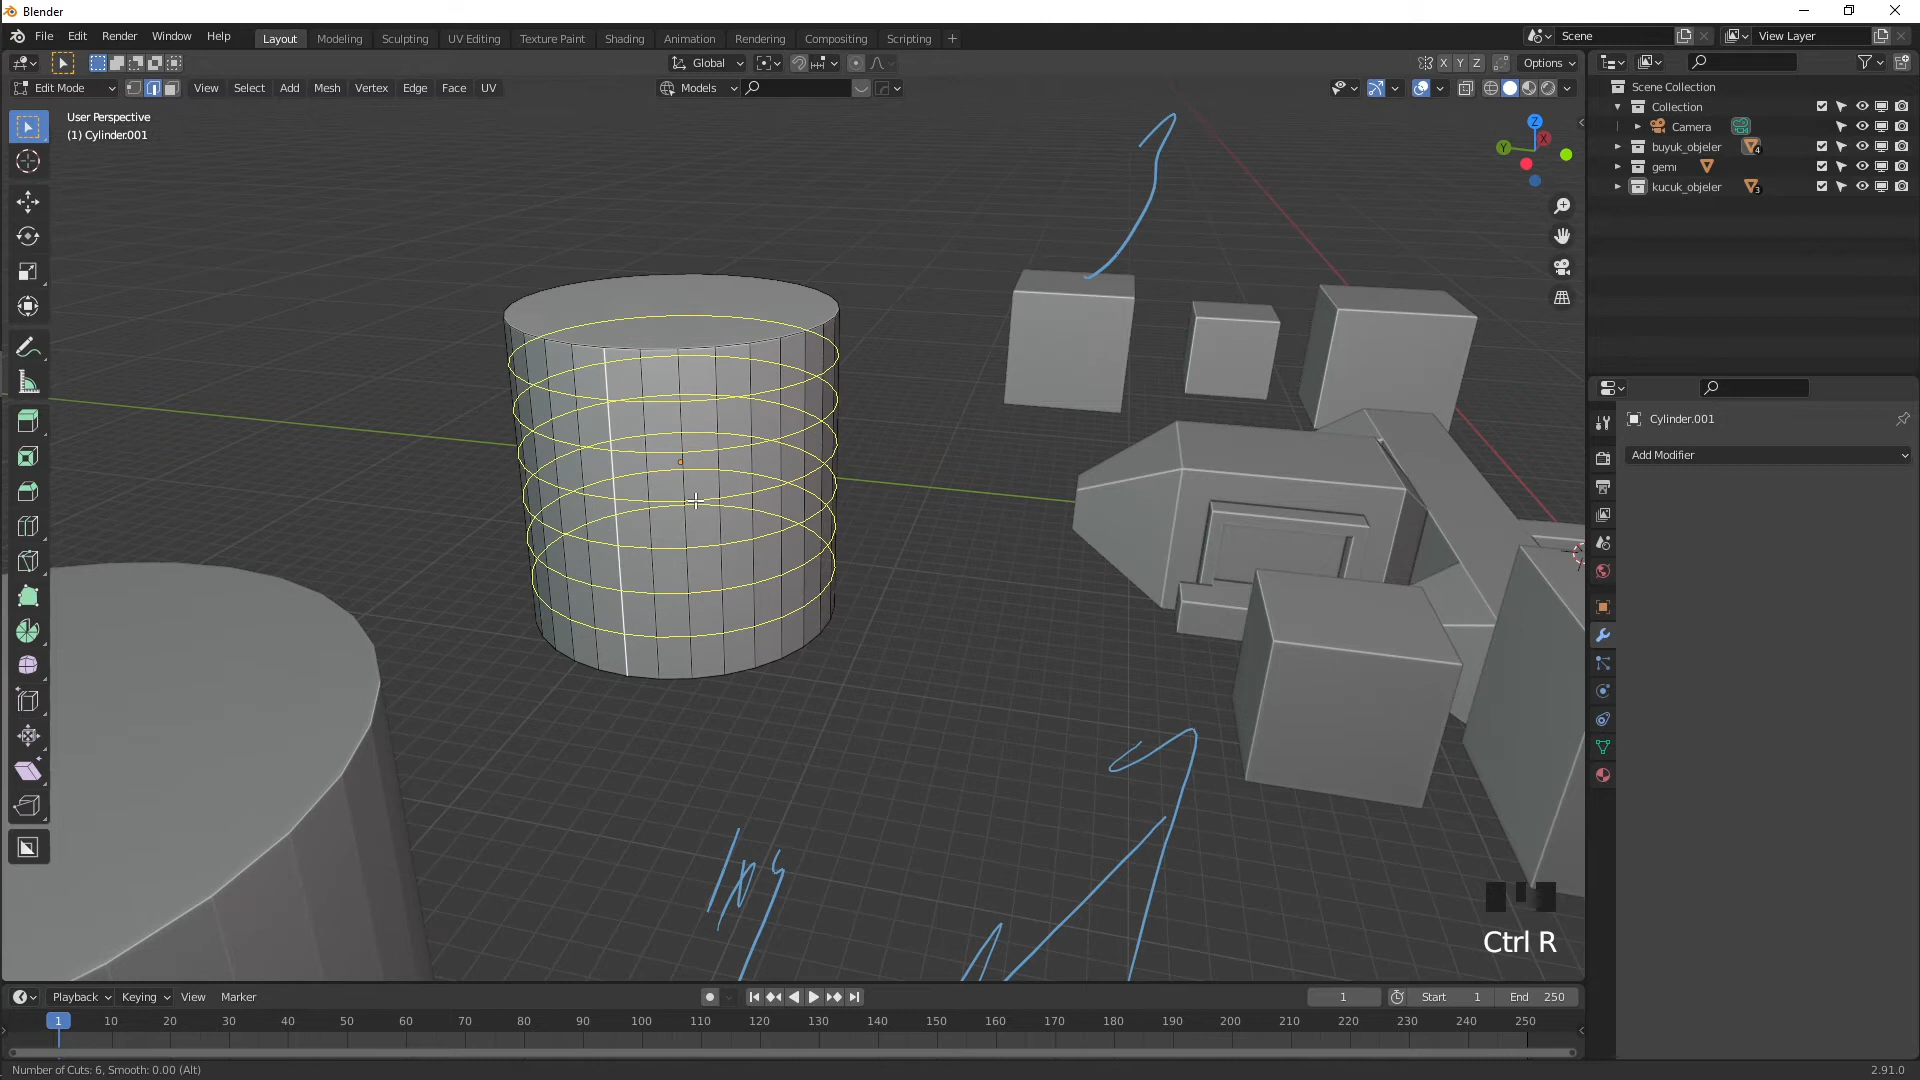 Blender
File Edit Render Window Help
Layout Modeling Sculpting UV Editing Texture Paint Shading Animation Rendering Compositing Scripting +
Scene
View Layer
Global
X Y Z
Options
Edit Mode
View Select Add Mesh Vertex Edge Face UV
Models
User Perspective
(1) Cylinder.001
Z
X
Y
Scene Collection
Collection
Camera
buyuk_objeler
4
gemi
kucuk_objeler
3
Cylinder.001
Add Modifier
Ctrl R
Playback Keying View Marker
1
Start 1
End 250
1 10 20 30 40 50 60 70 80 90 100 110 120 130 140 150 160 170 180 190 200 210 220 230 240 250
Number of Cuts: 6, Smooth: 0.00 (Alt)
2.91.0